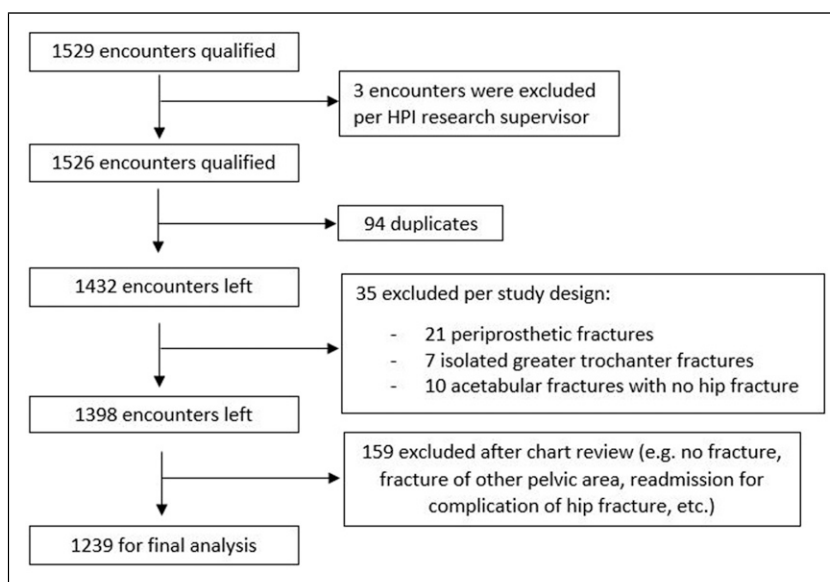 1529 encounters qualified
3 encounters were excluded
per HPI research supervisor
1526 encounters qualified
94 duplicates
1432 encounters left
35 excluded per study design:
- 21 periprosthetic fractures
- 7 isolated greater trochanter fractures
- 10 acetabular fractures with no hip fracture
1398 encounters left
159 excluded after chart review (e.g. no fracture,
fracture of other pelvic area, readmission for
complication of hip fracture, etc.)
1239 for final analysis